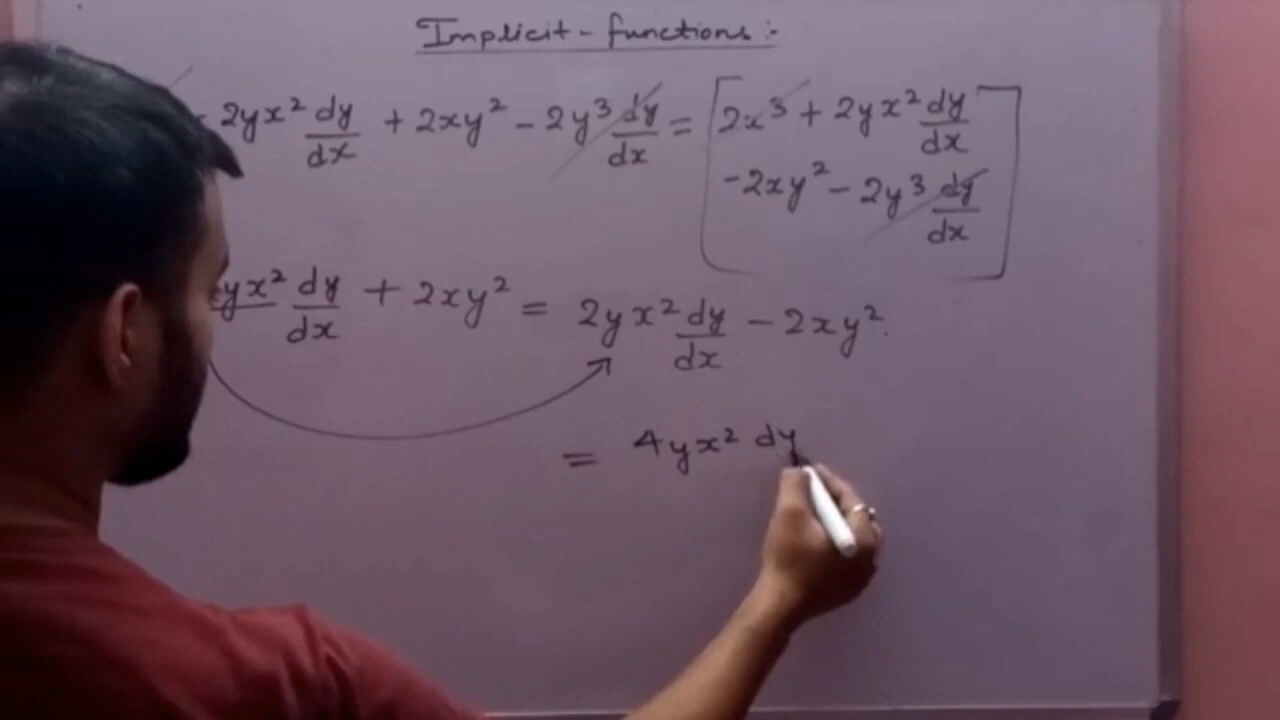 Implicit - functions :-
2yx² dy/dx + 2xy² - 2y³ dy/dx = [2x³ + 2yx² dy/dx
-2xy² - 2y³ dy/dx]
yx² dy/dx + 2xy² = 2yx² dy/dx - 2xy².
= 4yx² dy